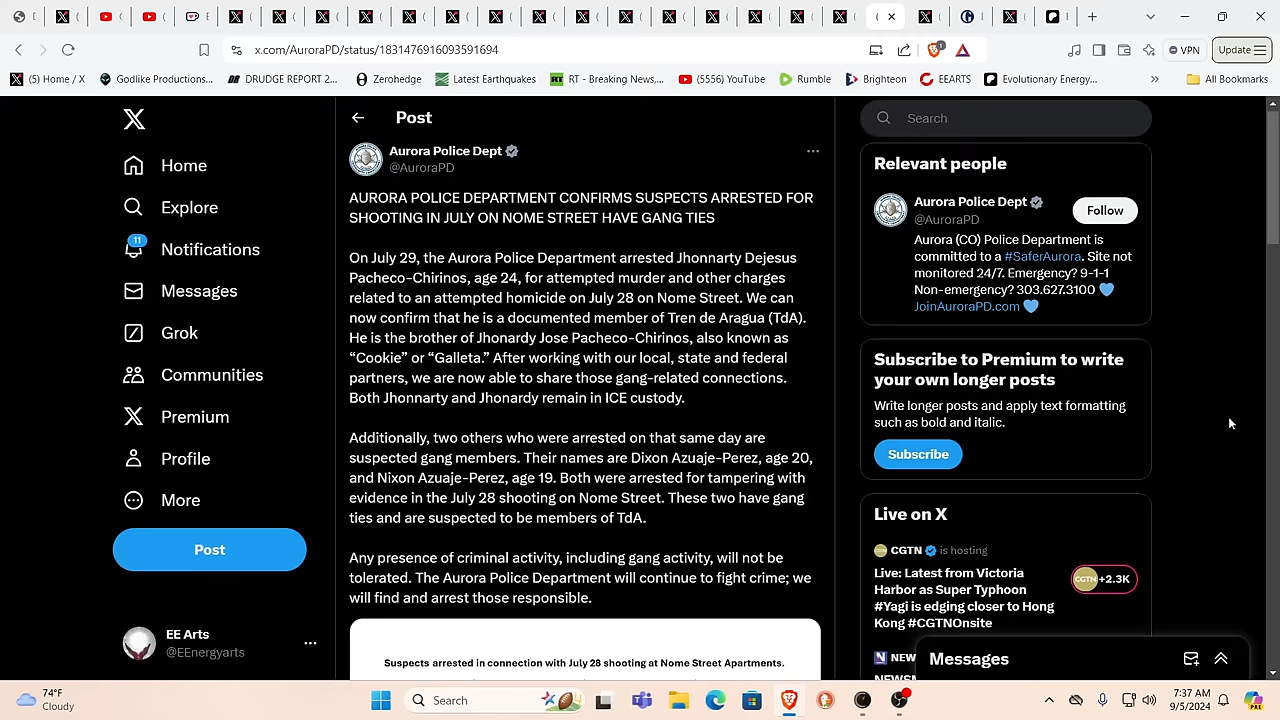 x.com/AuroraPD/status/1831476916093591694
VPN
Update
(5) Home / X
Godlike Productions...
DRUDGE REPORT 2...
Zerohedge
Latest Earthquakes
RT - Breaking News,...
(5556) YouTube
Rumble
Brighteon
EEARTS
Evolutionary Energy...
All Bookmarks
Home
Explore
11
Notifications
Messages
Grok
Communities
Premium
Profile
More
Post
EE Arts
@EEnergyarts
Post
Aurora Police Dept
@AuroraPD
AURORA POLICE DEPARTMENT CONFIRMS SUSPECTS ARRESTED FOR
SHOOTING IN JULY ON NOME STREET HAVE GANG TIES
On July 29, the Aurora Police Department arrested Jhonnarty Dejesus
Pacheco-Chirinos, age 24, for attempted murder and other charges
related to an attempted homicide on July 28 on Nome Street. We can
now confirm that he is a documented member of Tren de Aragua (TdA).
He is the brother of Jhonardy Jose Pacheco-Chirinos, also known as
“Cookie” or “Galleta.” After working with our local, state and federal
partners, we are now able to share those gang-related connections.
Both Jhonnarty and Jhonardy remain in ICE custody.
Additionally, two others who were arrested on that same day are
suspected gang members. Their names are Dixon Azuaje-Perez, age 20,
and Nixon Azuaje-Perez, age 19. Both were arrested for tampering with
evidence in the July 28 shooting on Nome Street. These two have gang
ties and are suspected to be members of TdA.
Any presence of criminal activity, including gang activity, will not be
tolerated. The Aurora Police Department will continue to fight crime; we
will find and arrest those responsible.
Suspects arrested in connection with July 28 shooting at Nome Street Apartments.
Search
Relevant people
Aurora Police Dept
@AuroraPD
Follow
Aurora (CO) Police Department is
committed to a #SaferAurora. Site not
monitored 24/7. Emergency? 9-1-1
Non-emergency? 303.627.3100
JoinAuroraPD.com
Subscribe to Premium to write
your own longer posts
Write longer posts and apply text formatting
such as bold and italic.
Subscribe
Live on X
CGTN is hosting
Live: Latest from Victoria
Harbor as Super Typhoon
#Yagi is edging closer to Hong
Kong #CGTNOnsite
CGTN +2.3K
Messages
74°F
Cloudy
Search
7:37 AM
9/5/2024
PRE